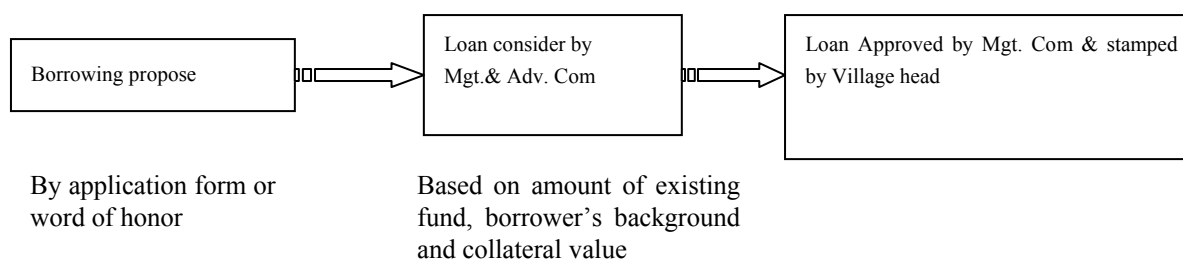 Borrowing propose
Loan consider by
Mgt.& Adv. Com
Loan Approved by Mgt. Com & stamped
by Village head
By application form or
word of honor
Based on amount of existing
fund, borrower's background
and collateral value